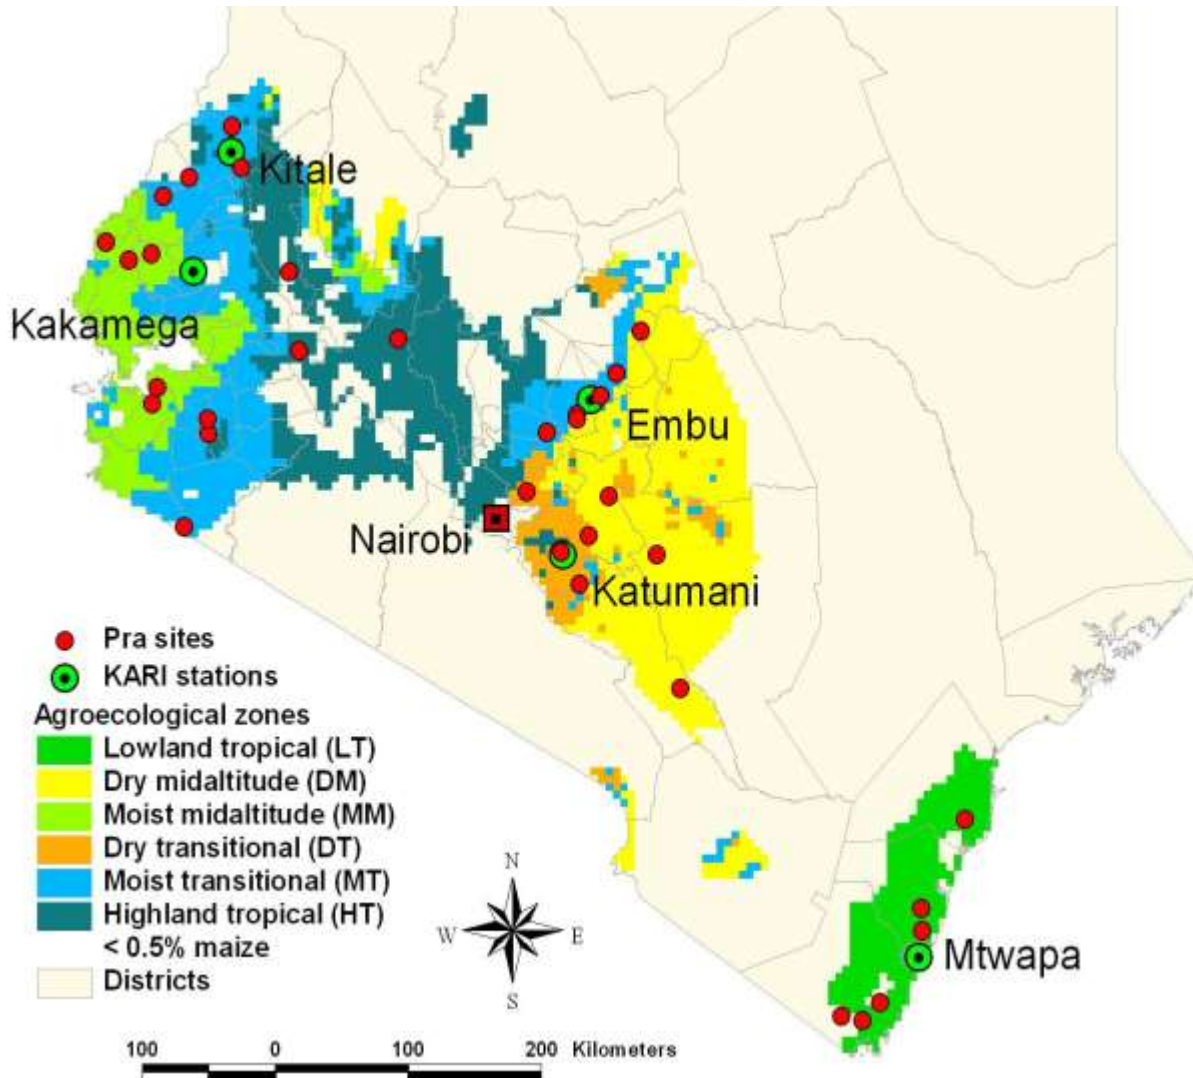 Kitale
Kakamega
Embu
Nairobi
Katumani
Pra sites
KARI stations
Agroecological zones
Lowland tropical (LT)
Dry midaltitude (DM)
Moist midaltitude (MM)
Dry transitional (DT)
Moist transitional (MT)
Highland tropical (HT)
< 0.5% maize
Districts
N
W E
S
Mtwapa
100 0 100 200 Kilometers